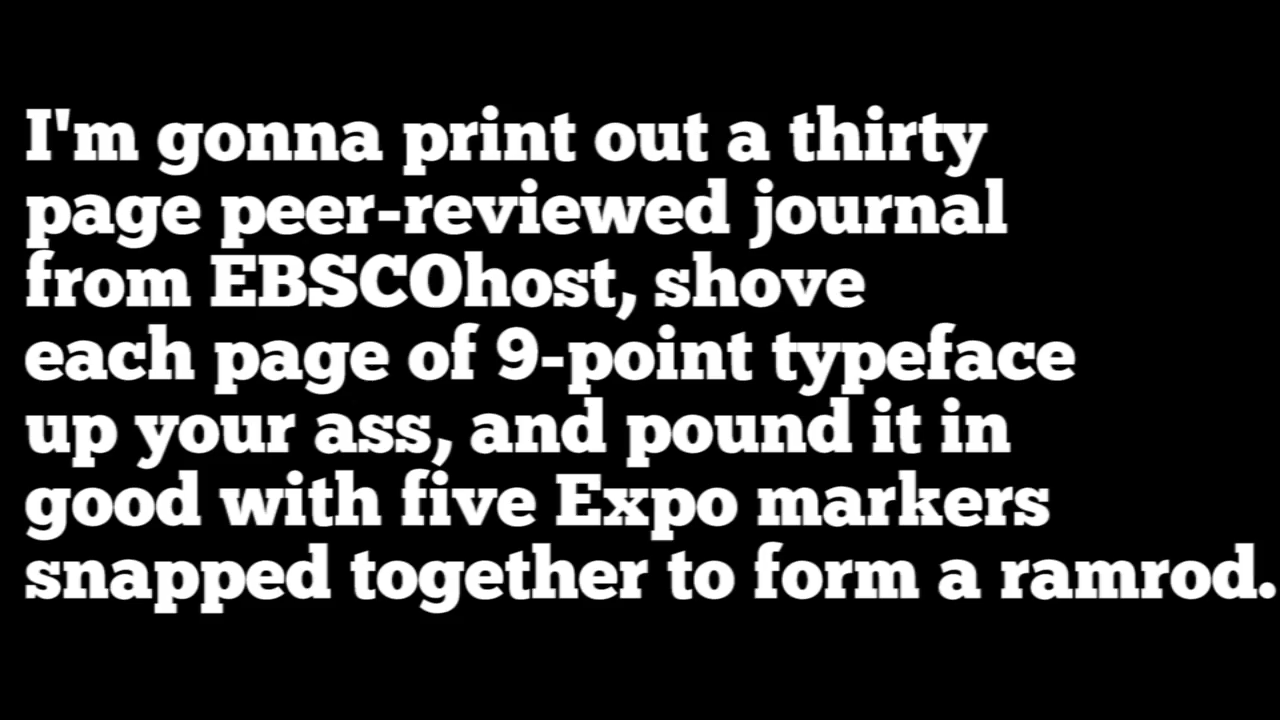 I'm gonna print out a thirty
page peer-reviewed journal
from EBSCOhost, shove
each page of 9-point typeface
up your ass, and pound it in
good with five Expo markers
snapped together to form a ramrod.